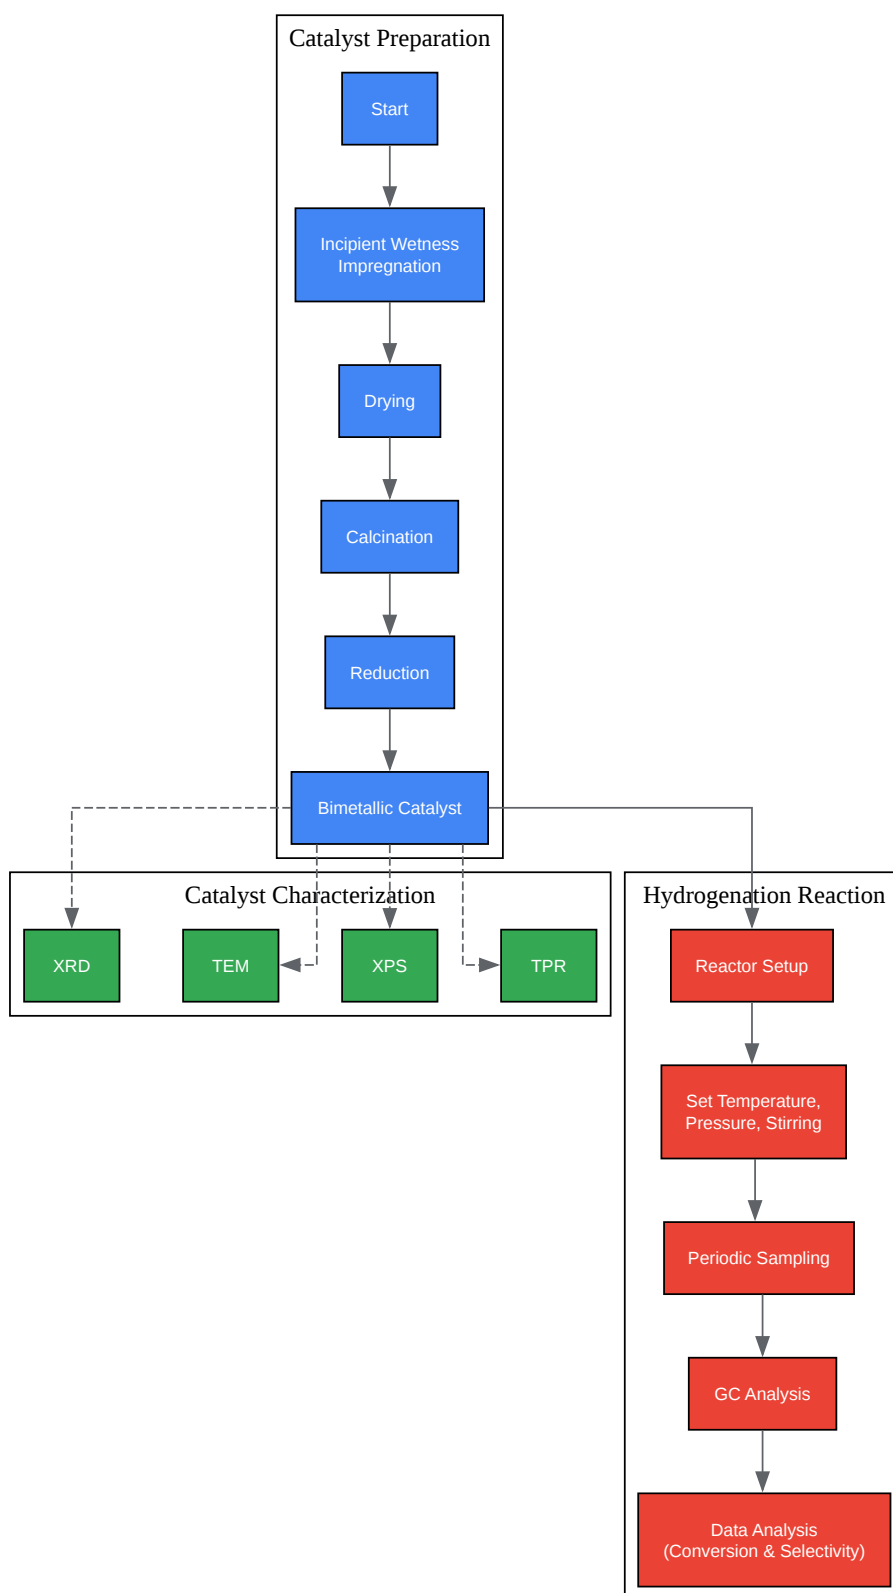 Catalyst Preparation
Start
Incipient Wetness
Impregnation
Drying
Calcination
Reduction
Bimetallic Catalyst
Catalyst Characterization
XRD
TEM
XPS
TPR
Hydrogenation Reaction
Reactor Setup
Set Temperature,
Pressure, Stirring
Periodic Sampling
GC Analysis
Data Analysis
(Conversion & Selectivity)